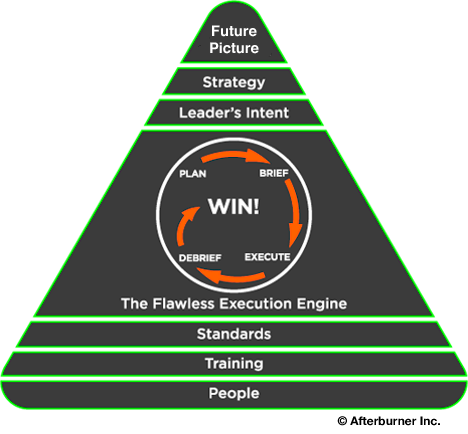 Future
Picture
Strategy
Leader's Intent
PLAN
BRIEF
WIN!
DEBRIEF
EXECUTE
The Flawless Execution Engine
Standards
Training
People
© Afterburner Inc.